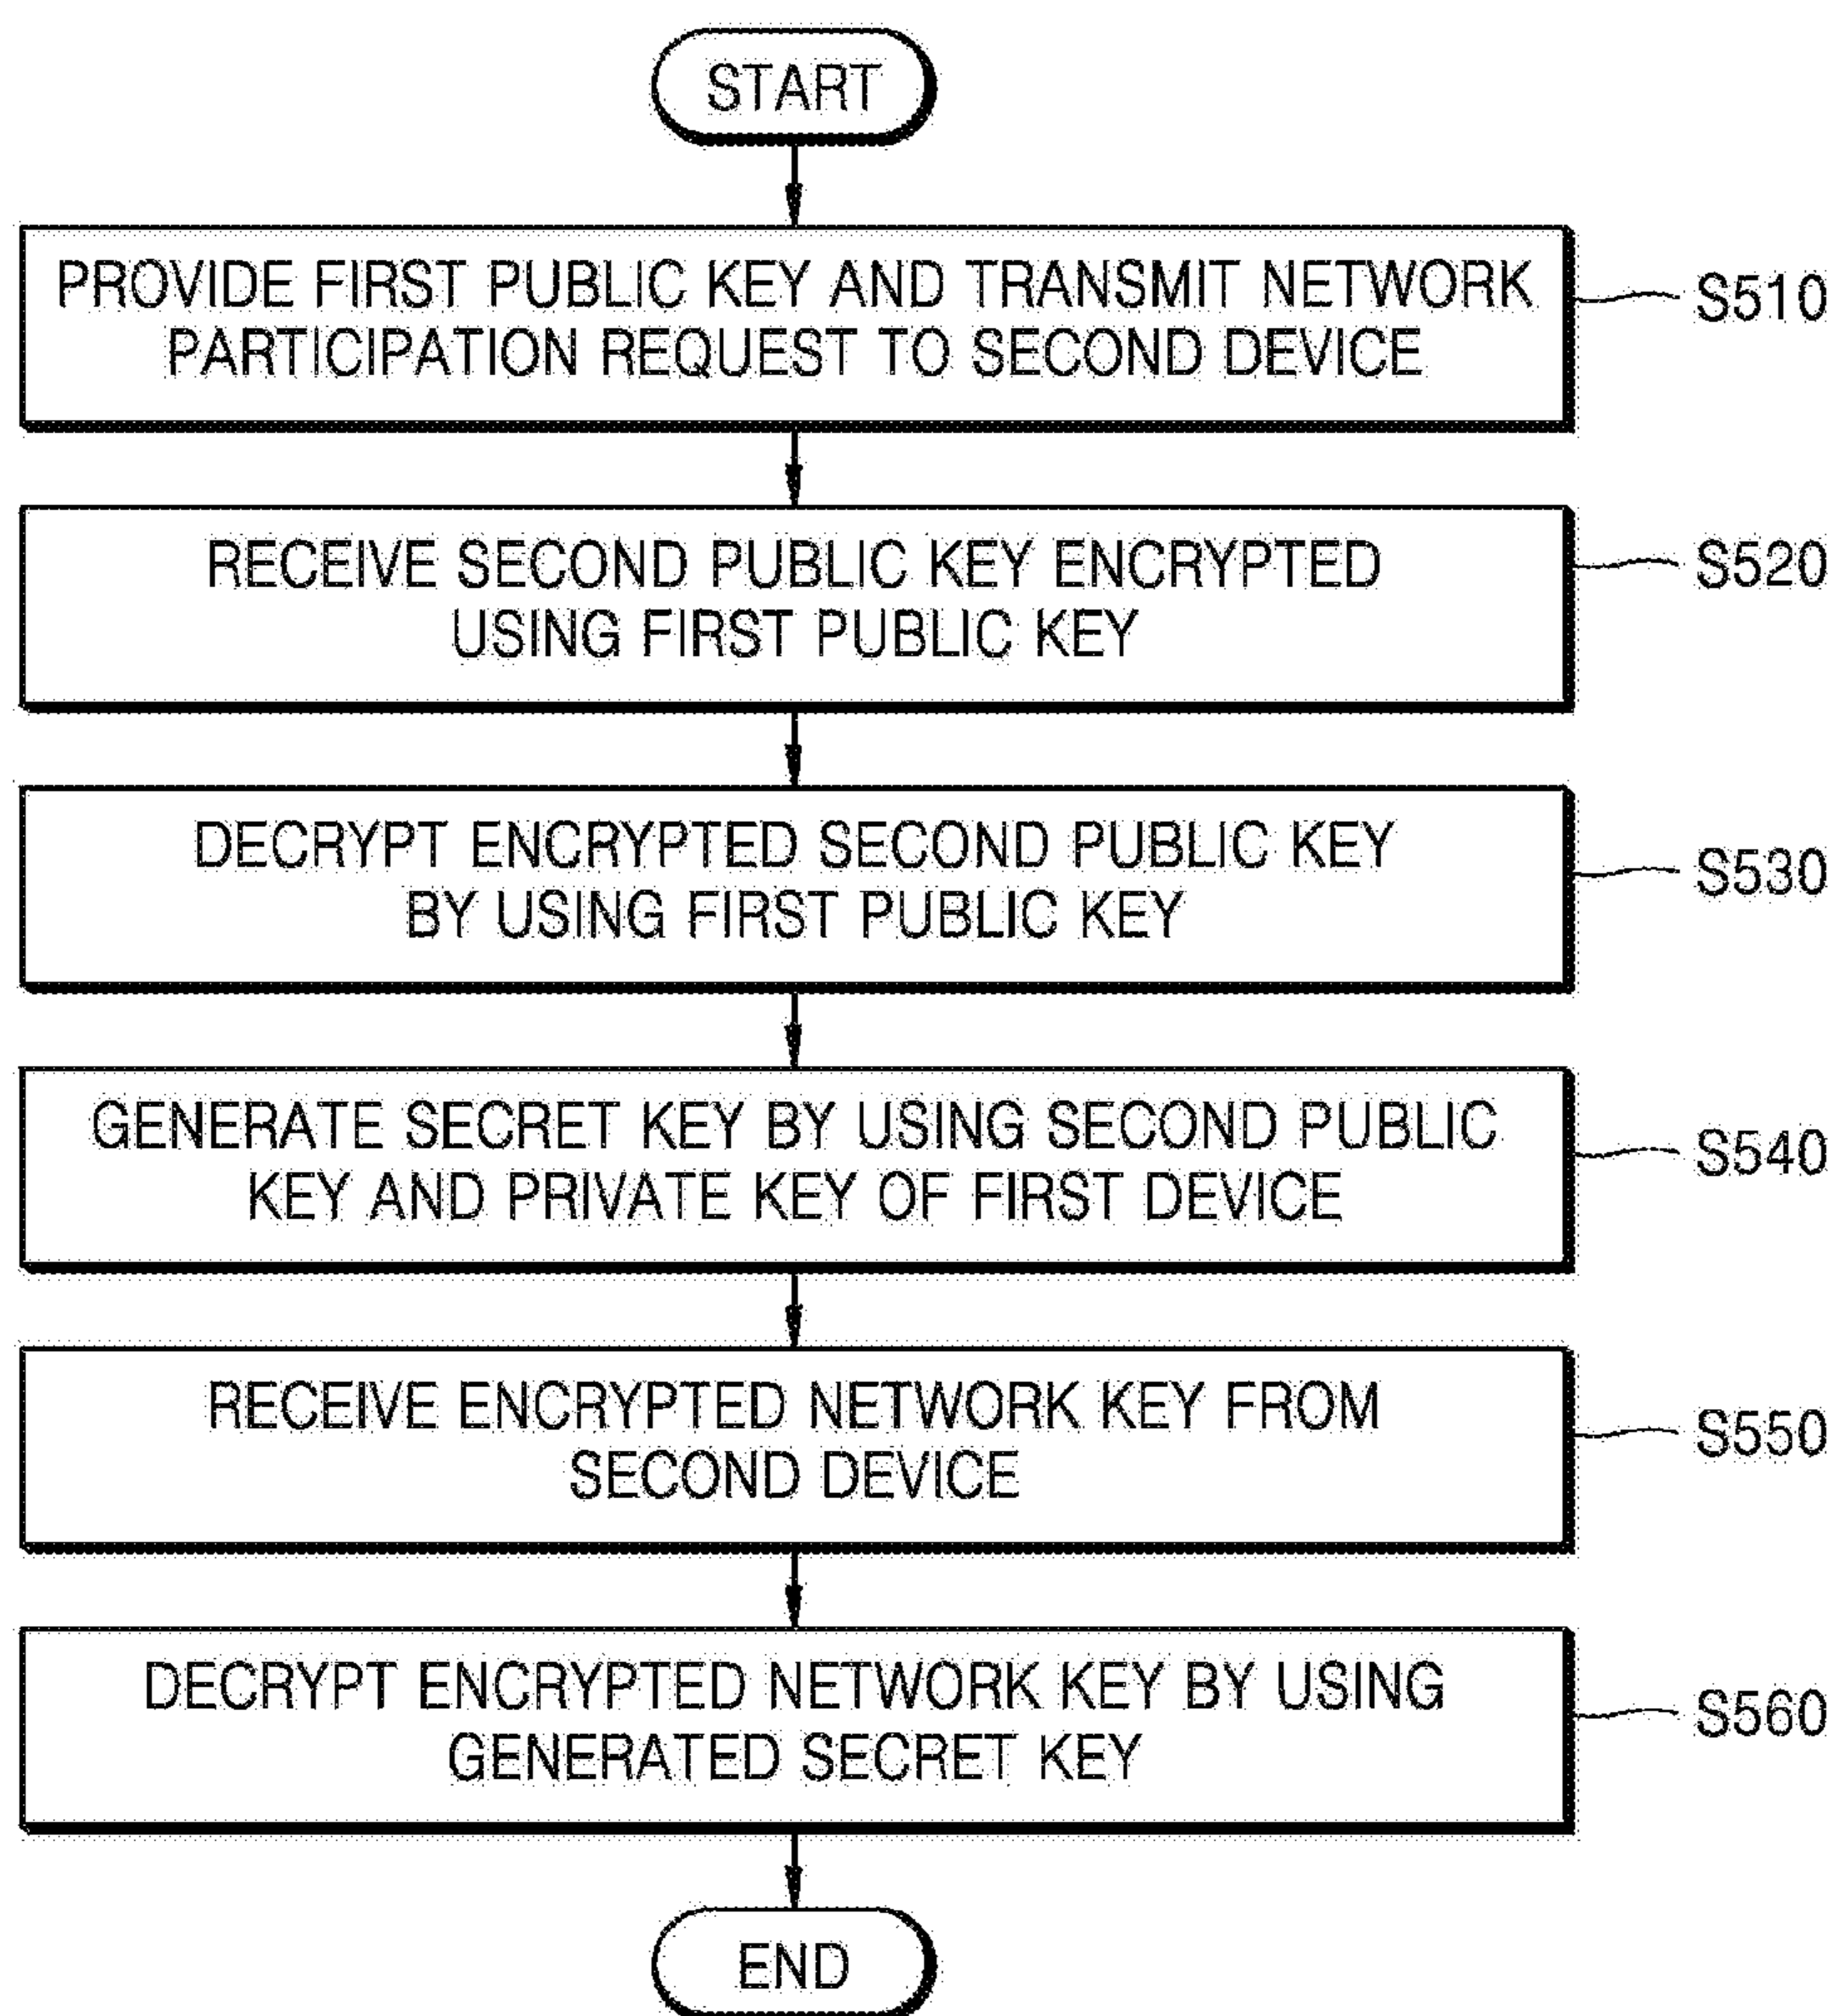 START
PROVIDE FIRST PUBLIC KEY AND TRANSMIT NETWORK
PARTICIPATION REQUEST TO SECOND DEVICE
S510
RECEIVE SECOND PUBLIC KEY ENCRYPTED
USING FIRST PUBLIC KEY
S520
DECRYPT ENCRYPTED SECOND PUBLIC KEY
BY USING FIRST PUBLIC KEY
S530
GENERATE SECRET KEY BY USING SECOND PUBLIC
KEY AND PRIVATE KEY OF FIRST DEVICE
S540
RECEIVE ENCRYPTED NETWORK KEY FROM
SECOND DEVICE
S550
DECRYPT ENCRYPTED NETWORK KEY BY USING
GENERATED SECRET KEY
S560
END